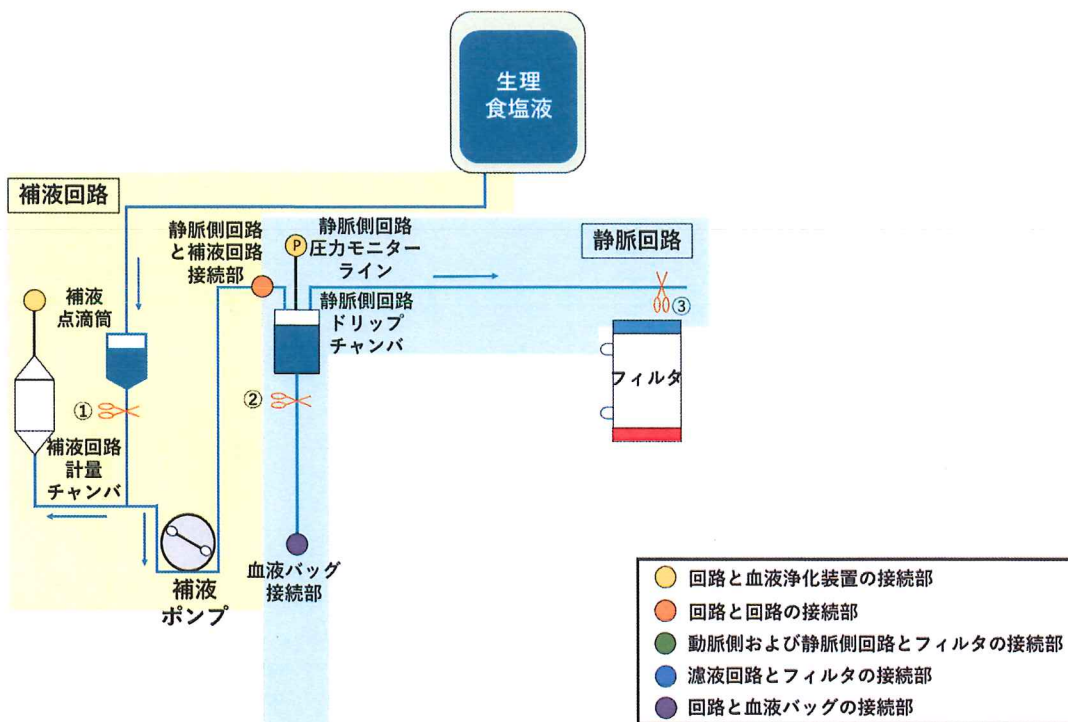 生理
食塩液
補液回路
静脈側回路
と補液回路
接続部
静脈側回路
圧力モニター
ライン
P
静脈回路
補液
点滴筒
静脈側回路
ドリップ
チャンバ
③
フィルタ
①
②
補液回路
計量
チャンバ
補液
ポンプ
血液バッグ
接続部
回路と血液浄化装置の接続部
回路と回路の接続部
動脈側および静脈側回路とフィルタの接続部
濾液回路とフィルタの接続部
回路と血液バッグの接続部